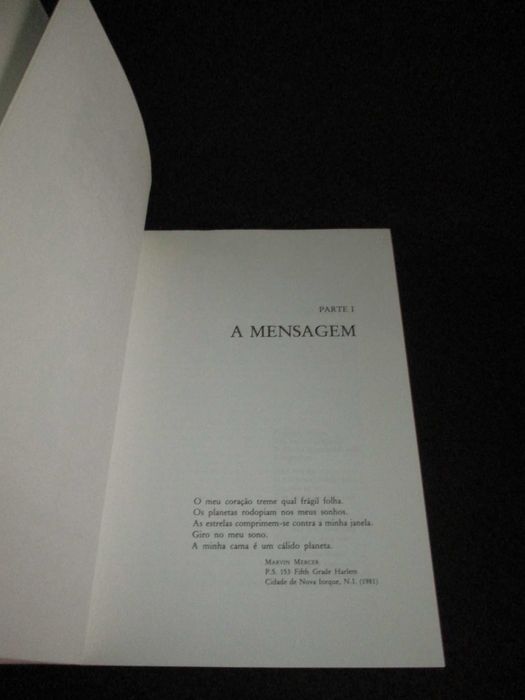 PARTE I
A MENSAGEM
O meu coração treme qual frágil folha.
Os planetas rodopiam nos meus sonhos.
As estrelas comprimem-se contra a minha janela.
Giro no meu sono.
A minha cama é um cálido planeta.
MARVIN MERCER
P.S. 153 Fifth Grade Harlem
Cidade de Nova Iorque, N.I. (1981)